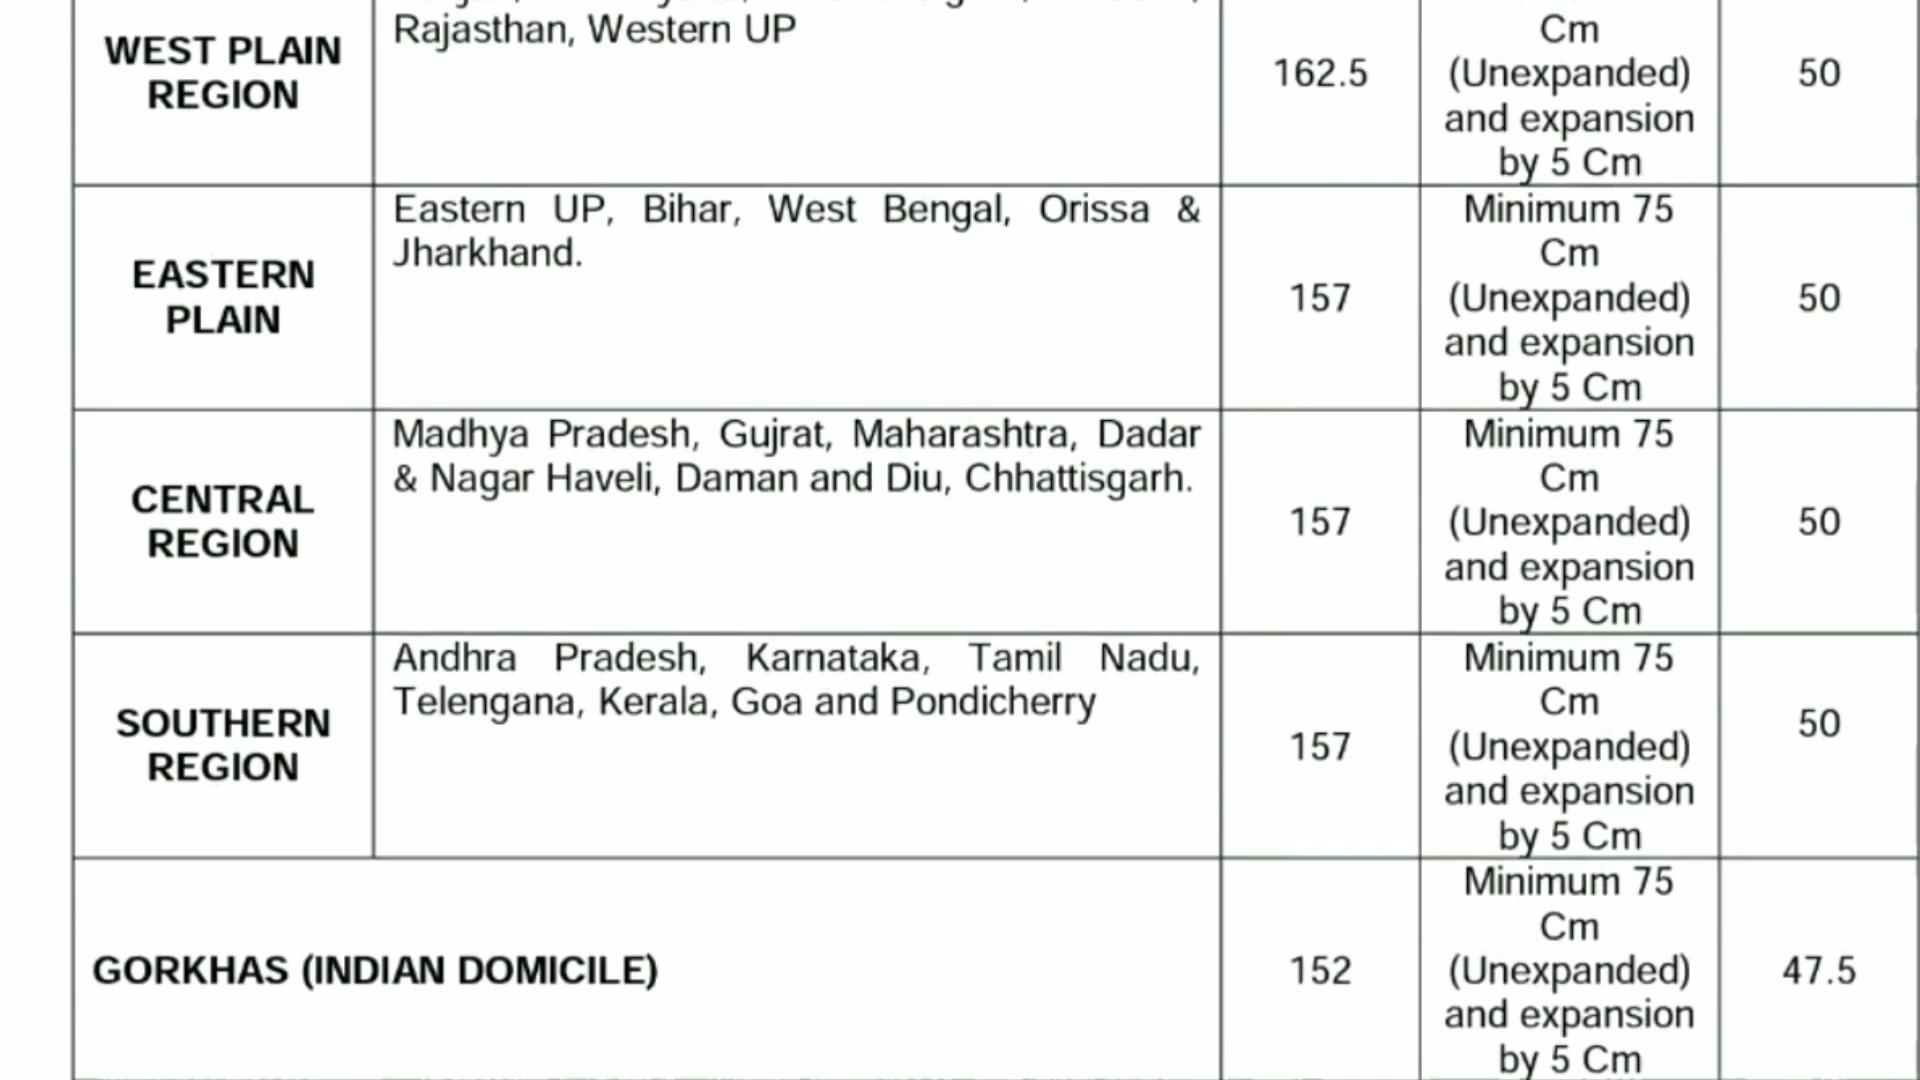 WEST PLAIN
REGION
Rajasthan, Western UP
162.5
Cm
(Unexpanded)
and expansion
by 5 Cm
50
EASTERN
PLAIN
Eastern UP, Bihar, West Bengal, Orissa &
Jharkhand.
157
Minimum 75
Cm
(Unexpanded)
and expansion
by 5 Cm
50
CENTRAL
REGION
Madhya Pradesh, Gujrat, Maharashtra, Dadar
& Nagar Haveli, Daman and Diu, Chhattisgarh.
157
Minimum 75
Cm
(Unexpanded)
and expansion
by 5 Cm
50
SOUTHERN
REGION
Andhra Pradesh, Karnataka, Tamil Nadu,
Telengana, Kerala, Goa and Pondicherry
157
Minimum 75
Cm
(Unexpanded)
and expansion
by 5 Cm
50
GORKHAS (INDIAN DOMICILE)
152
Minimum 75
Cm
(Unexpanded)
and expansion
by 5 Cm
47.5